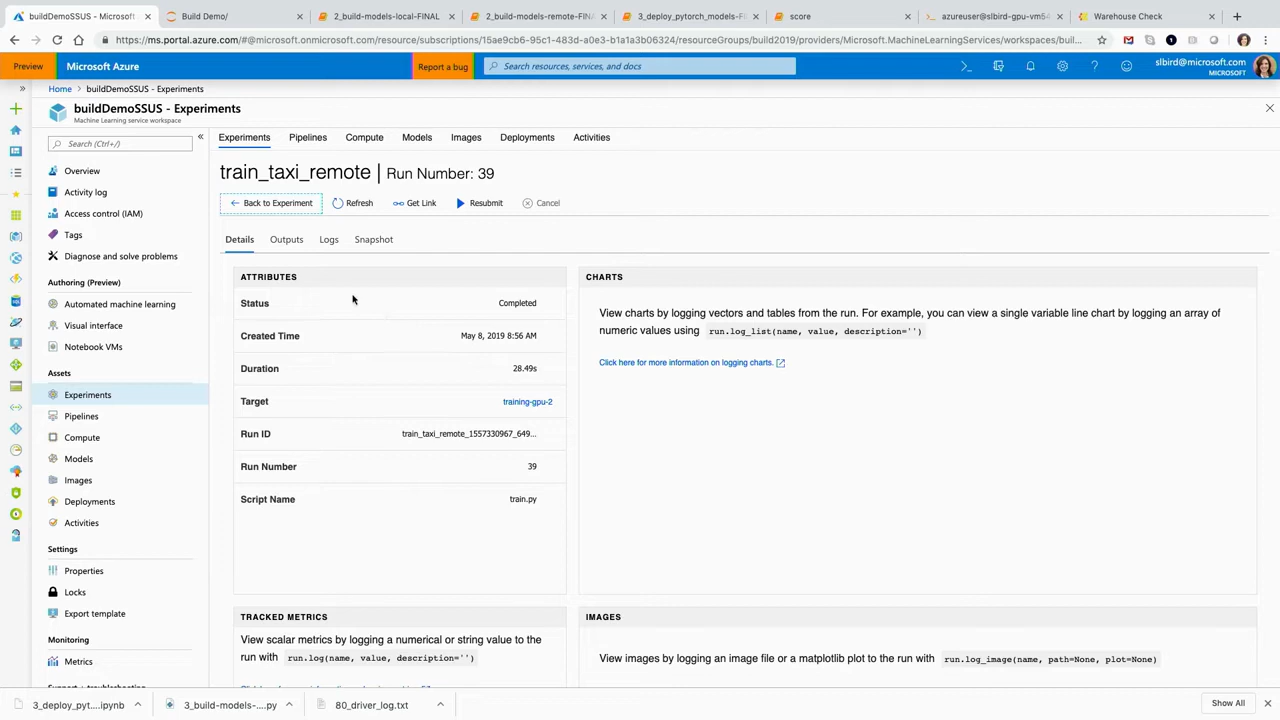 buildDemoSSUS - Microsoft
Build Demo/
2_build-models-local-FINAL
2_build-models-remote-FINAL
3_deploy_pytorch_models-F
score
azureuser@slbird-gpu-vm54
Warehouse Check
https://ms.portal.azure.com/#@microsoft.onmicrosoft.com/resource/subscriptions/15ae9cb6-95c1-483d-a0e3-b1a1a3b06324/resourceGroups/build2019/providers/Microsoft.MachineLearningServices/workspaces/buil...
Preview
Microsoft Azure
Report a bug
Search resources, services, and docs
slbird@microsoft.com
MICROSOFT
Home > buildDemoSSUS - Experiments
buildDemoSSUS - Experiments
Machine Learning service workspace
Search (Ctrl+/)
Overview
Activity log
Access control (IAM)
Tags
Diagnose and solve problems
Authoring (Preview)
Automated machine learning
Visual interface
Notebook VMs
Assets
Experiments
Pipelines
Compute
Models
Images
Deployments
Activities
Settings
Properties
Locks
Export template
Monitoring
Metrics
Support + troubleshooting
Experiments Pipelines Compute Models Images Deployments Activities
train_taxi_remote | Run Number: 39
Back to Experiment Refresh Get Link Resubmit Cancel
Details Outputs Logs Snapshot
ATTRIBUTES
Status Completed
Created Time May 8, 2019 8:56 AM
Duration 28.49s
Target training-gpu-2
Run ID train_taxi_remote_1557330967_649...
Run Number 39
Script Name train.py
CHARTS
View charts by logging vectors and tables from the run. For example, you can view a single variable line chart by logging an array of
numeric values using run.log_list(name, value, description='')
Click here for more information on logging charts.
TRACKED METRICS
View scalar metrics by logging a numerical or string value to the
run with run.log(name, value, description='')
IMAGES
View images by logging an image file or a matplotlib plot to the run with run.log_image(name, path=None, plot=None)
3_deploy_pyt....ipynb
3_build-models-....py
80_driver_log.txt
Show All